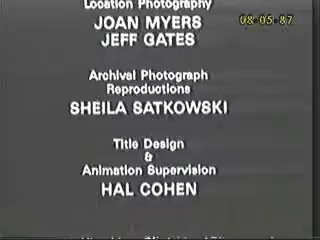 Location Photography
08.05.87
JOAN MYERS
JEFF GATES
Archival Photograph
Reproductions
SHEILA SATKOWSKI
Title Design
&
Animation Supervision
HAL COHEN